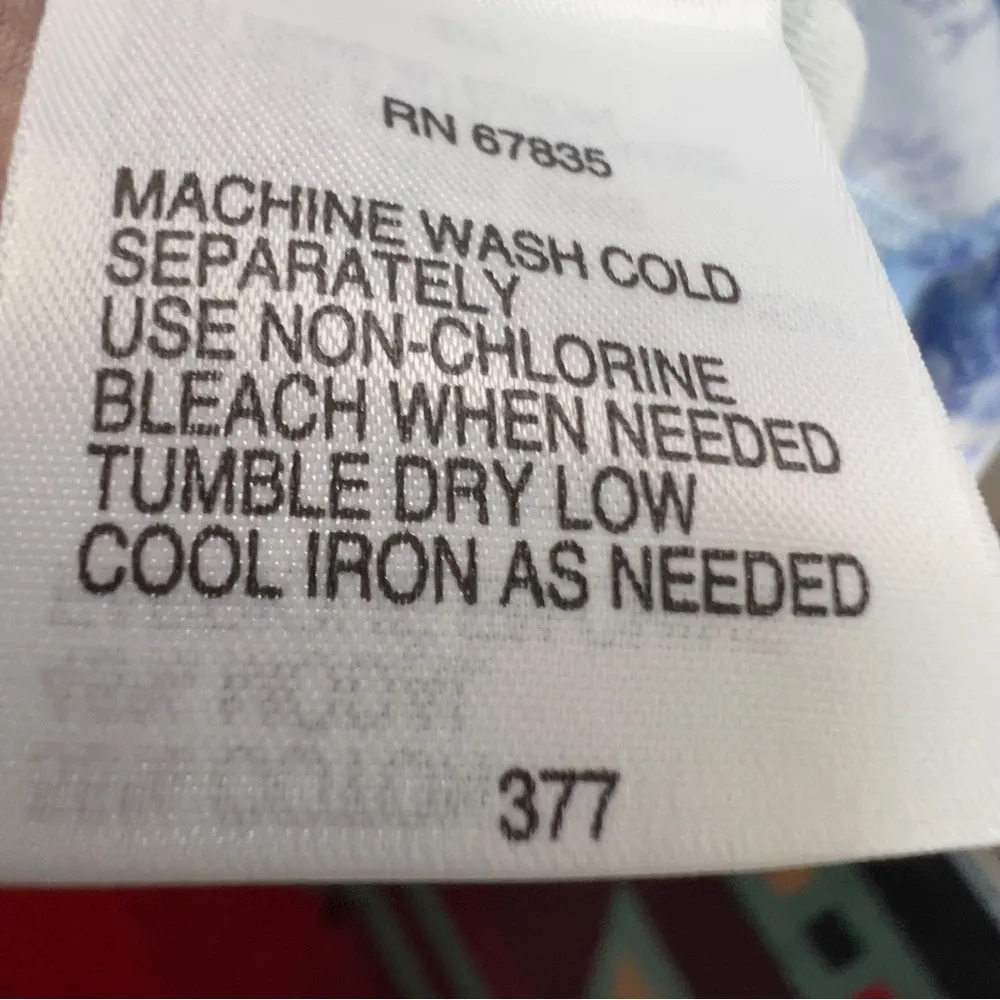 RN 67835
MACHINE WASH COLD
SEPARATELY
USE NON-CHLORINE
BLEACH WHEN NEEDED
TUMBLE DRY LOW
COOL IRON AS NEEDED
377